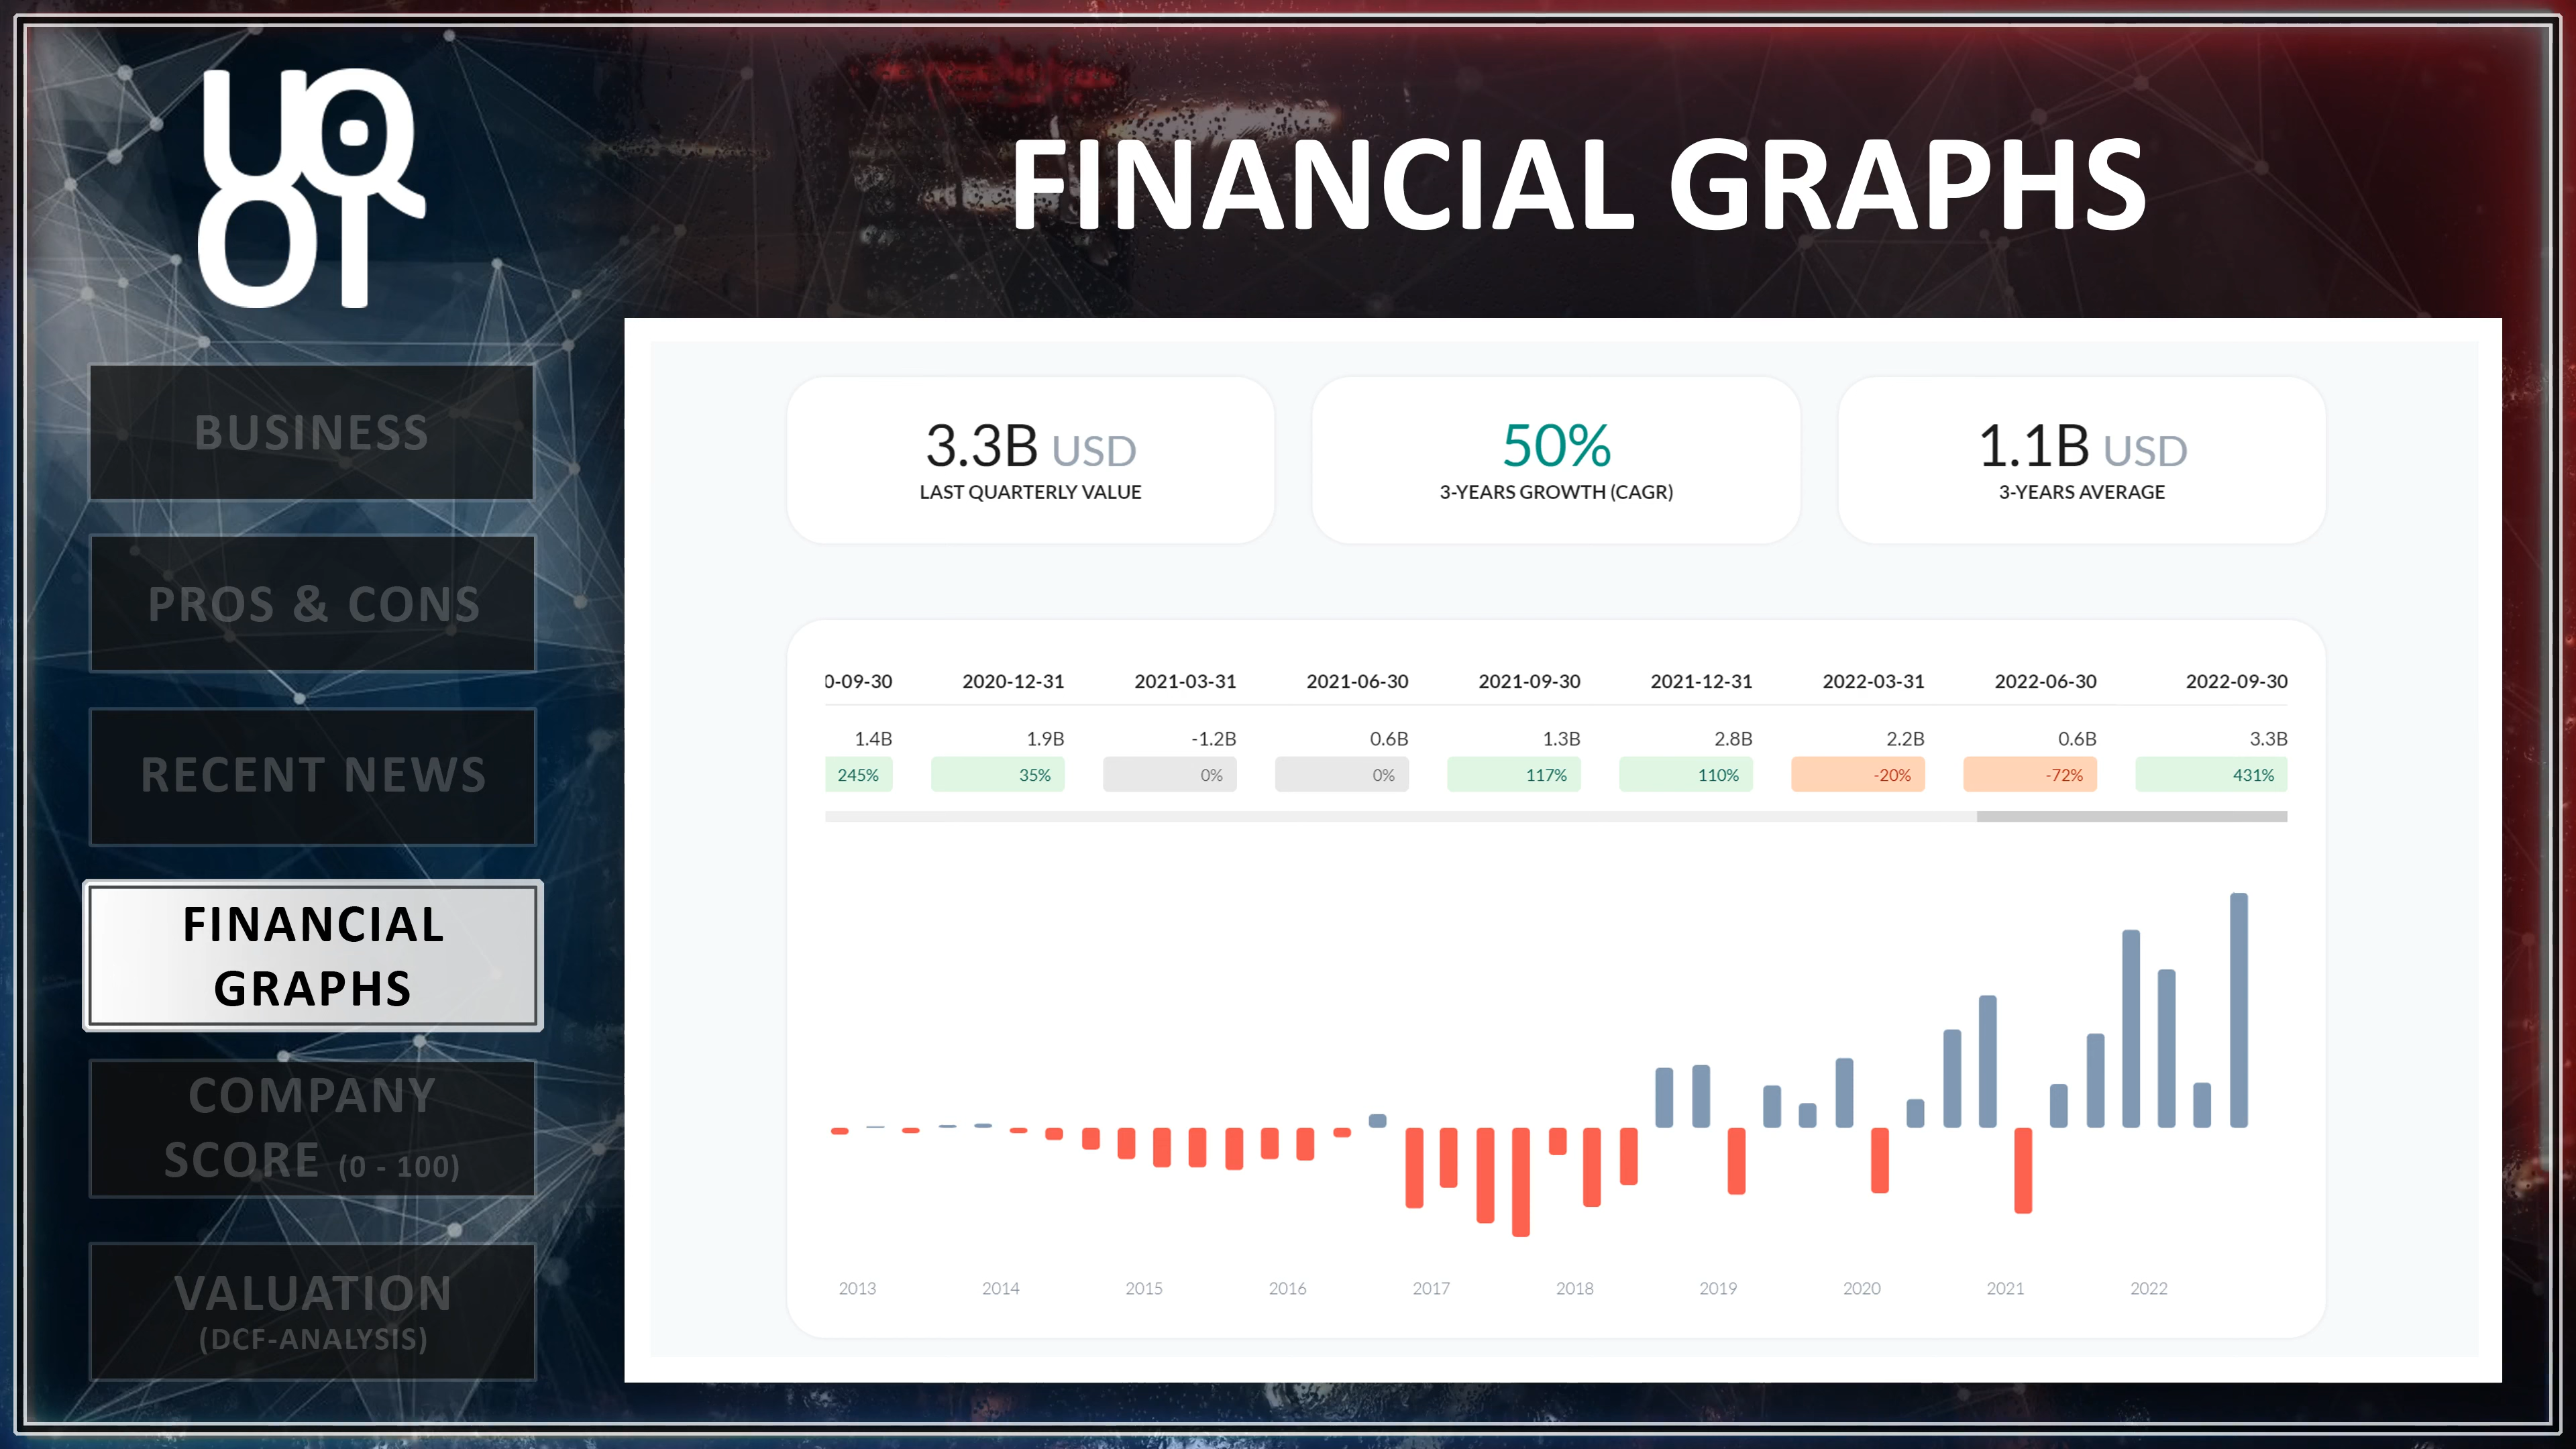 UQ
OT
FINANCIAL GRAPHS
BUSINESS
PROS & CONS
RECENT NEWS
FINANCIAL
GRAPHS
COMPANY
SCORE (0 - 100)
VALUATION
(DCF-ANALYSIS)
3.3B USD
LAST QUARTERLY VALUE
50%
3-YEARS GROWTH (CAGR)
1.1B USD
3-YEARS AVERAGE
0-09-30 2020-12-31 2021-03-31 2021-06-30 2021-09-30 2021-12-31 2022-03-31 2022-06-30 2022-09-30
1.4B 1.9B -1.2B 0.6B 1.3B 2.8B 2.2B 0.6B 3.3B
245% 35% 0% 0% 117% 110% -20% -72% 431%
2013 2014 2015 2016 2017 2018 2019 2020 2021 2022